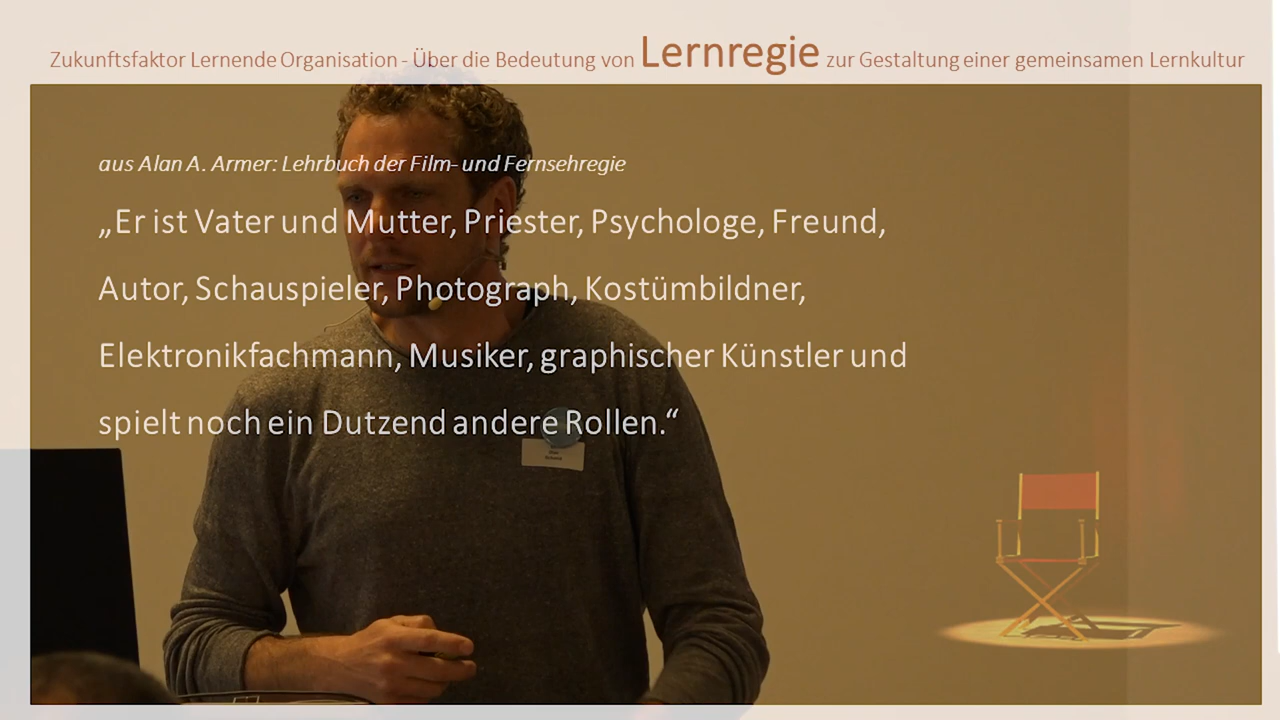 Zukunftsfaktor Lernende Organisation - Über die Bedeutung von Lernregie zur Gestaltung einer gemeinsamen Lernkultur
aus Alan A. Armer: Lehrbuch der Film- und Fernsehregie
„Er ist Vater und Mutter, Priester, Psychologe, Freund,
Autor, Schauspieler, Photograph, Kostümbildner,
Elektronikfachmann, Musiker, graphischer Künstler und
spielt noch ein Dutzend andere Rollen.“